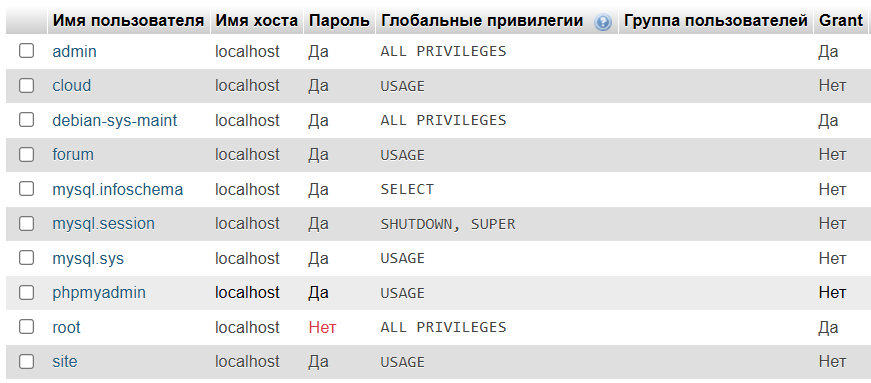 Имя пользователя Имя хоста Пароль Глобальные привилегии ? Группа пользователей Grant
admin localhost Да ALL PRIVILEGES Да
cloud localhost Да USAGE Нет
debian-sys-maint localhost Да ALL PRIVILEGES Да
forum localhost Да USAGE Нет
mysql.infoschema localhost Да SELECT Нет
mysql.session localhost Да SHUTDOWN, SUPER Нет
mysql.sys localhost Да USAGE Нет
phpmyadmin localhost Да USAGE Нет
root localhost Нет ALL PRIVILEGES Да
site localhost Да USAGE Нет